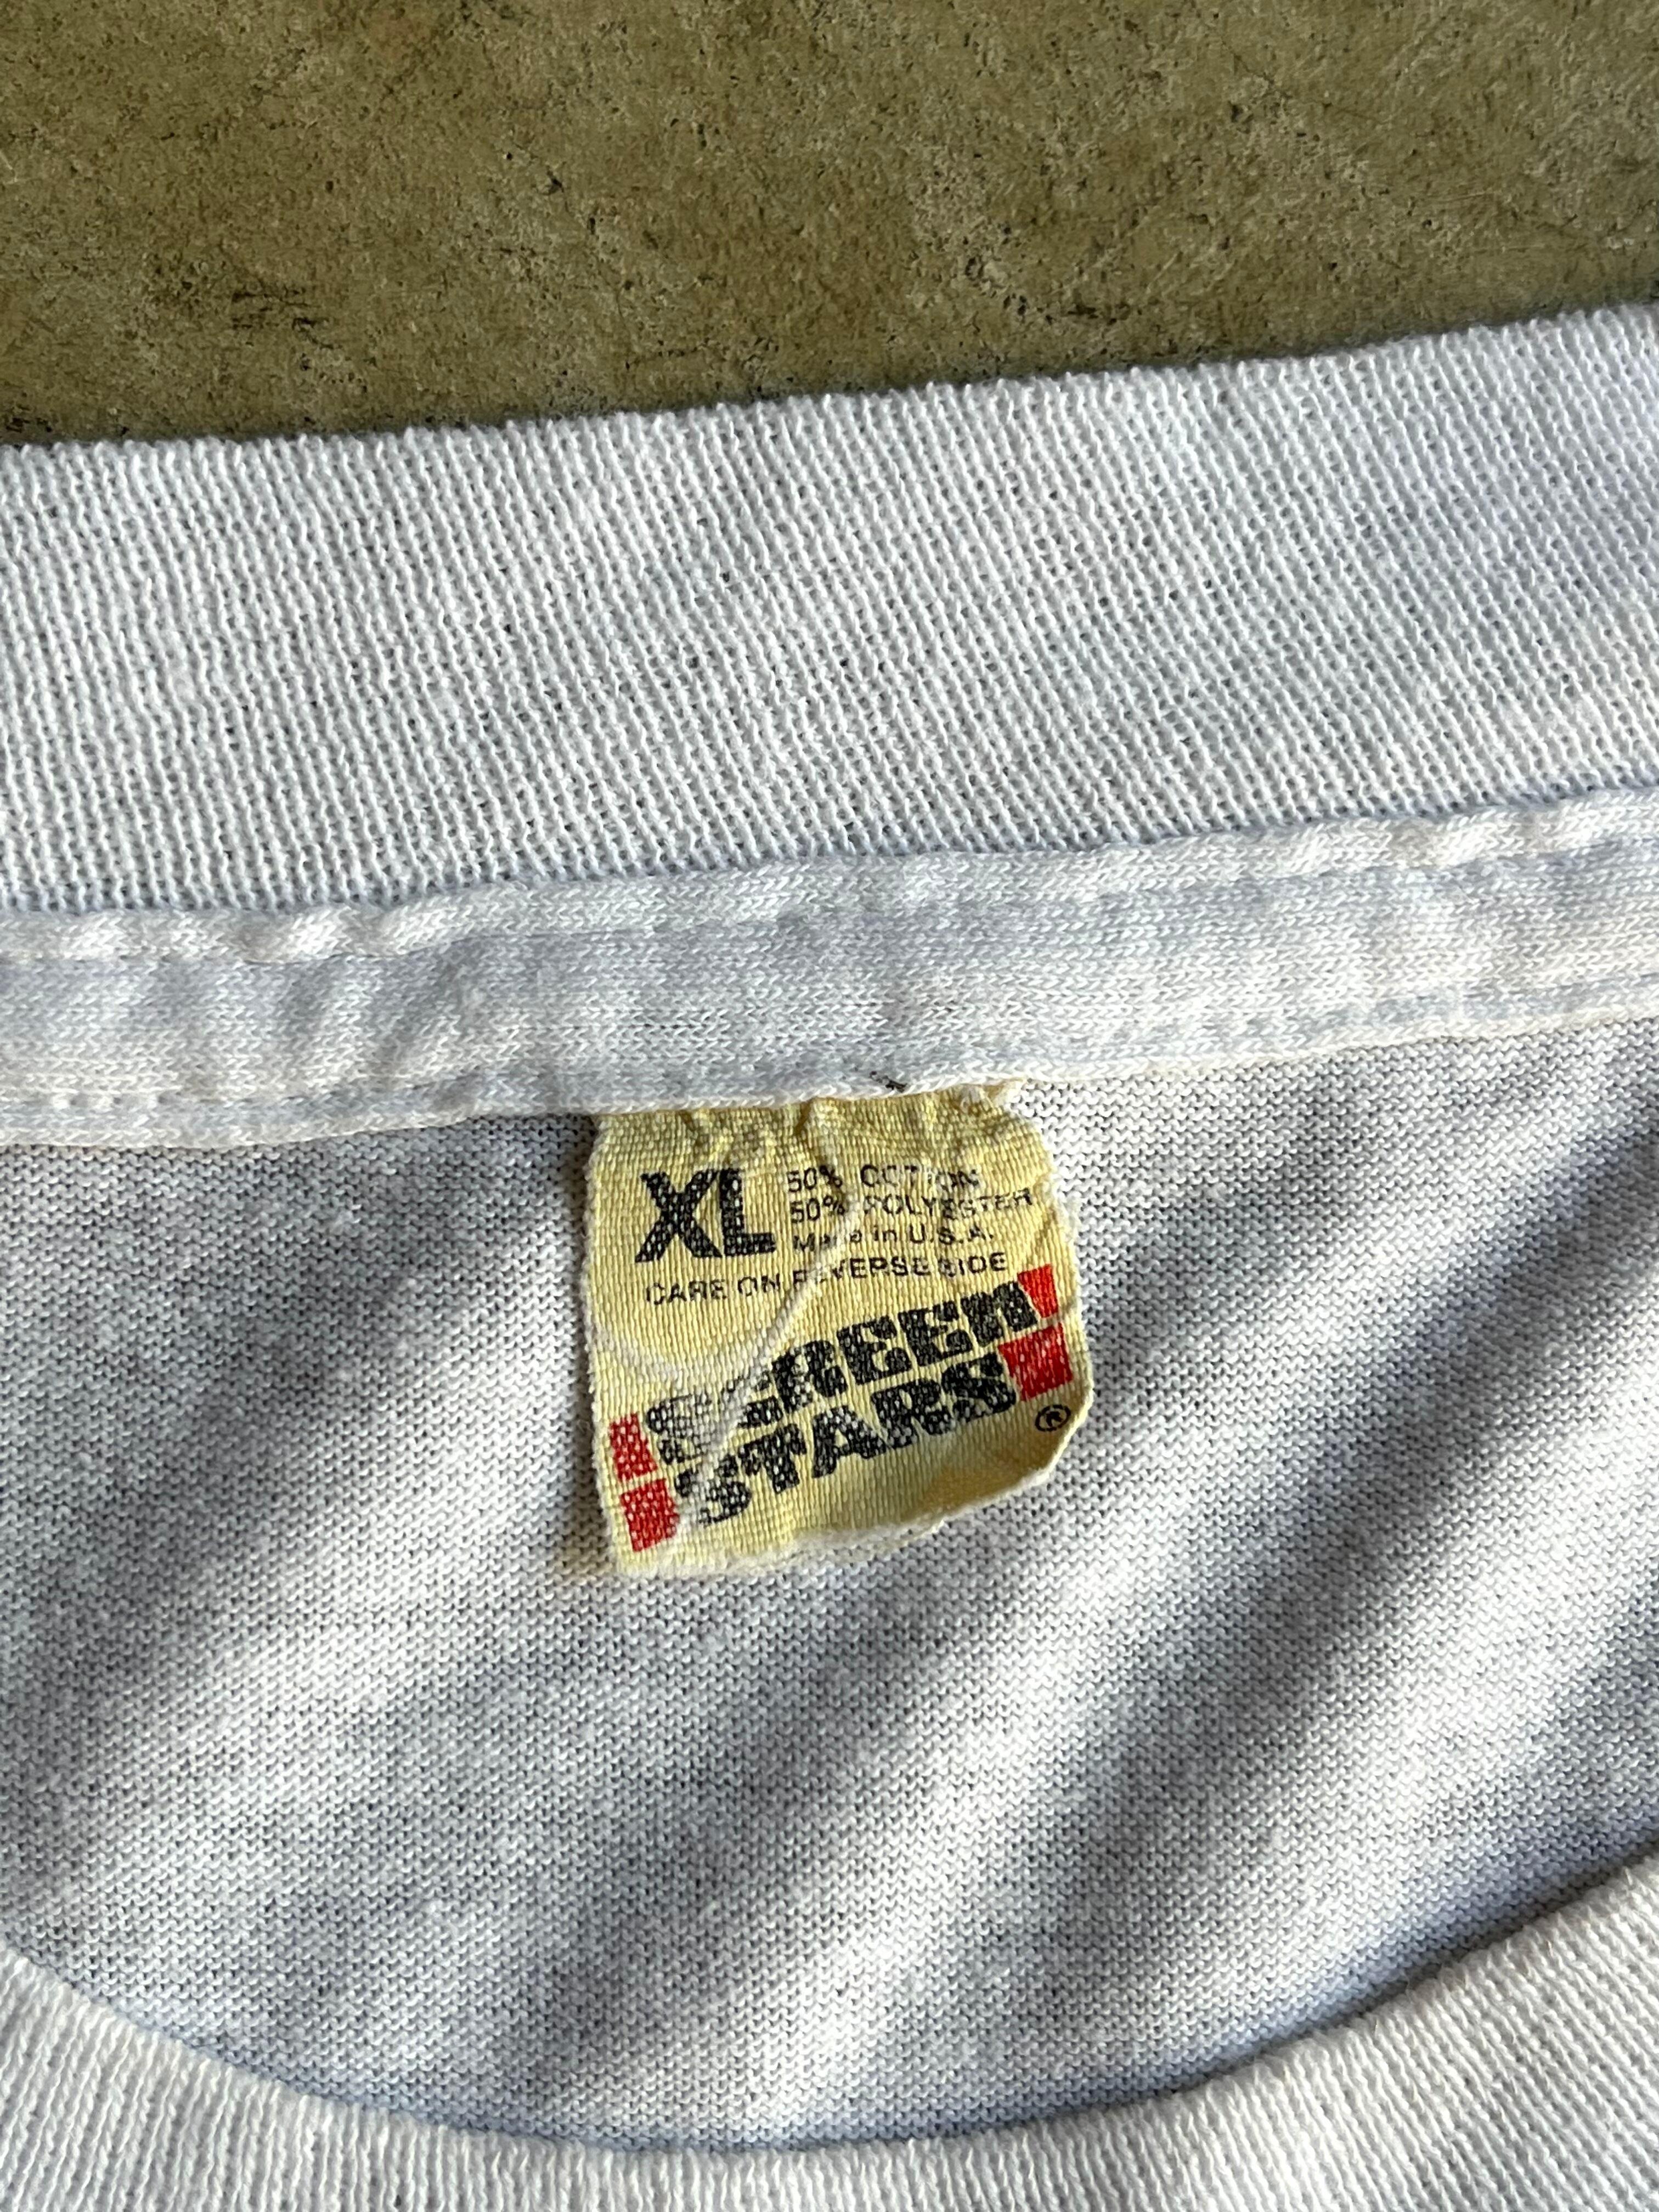 XL
50% COTTON
50% POLYESTER
Made in U.S.A.
CARE ON REVERSE SIDE
SCREEN
STARS
®